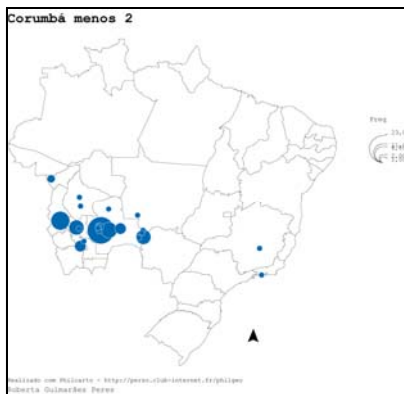 Corumbá menos 2
Freq
Realizado com Philcarto - http://perso.club-internet.fr/philgeo
Roberta Guimarães Peres